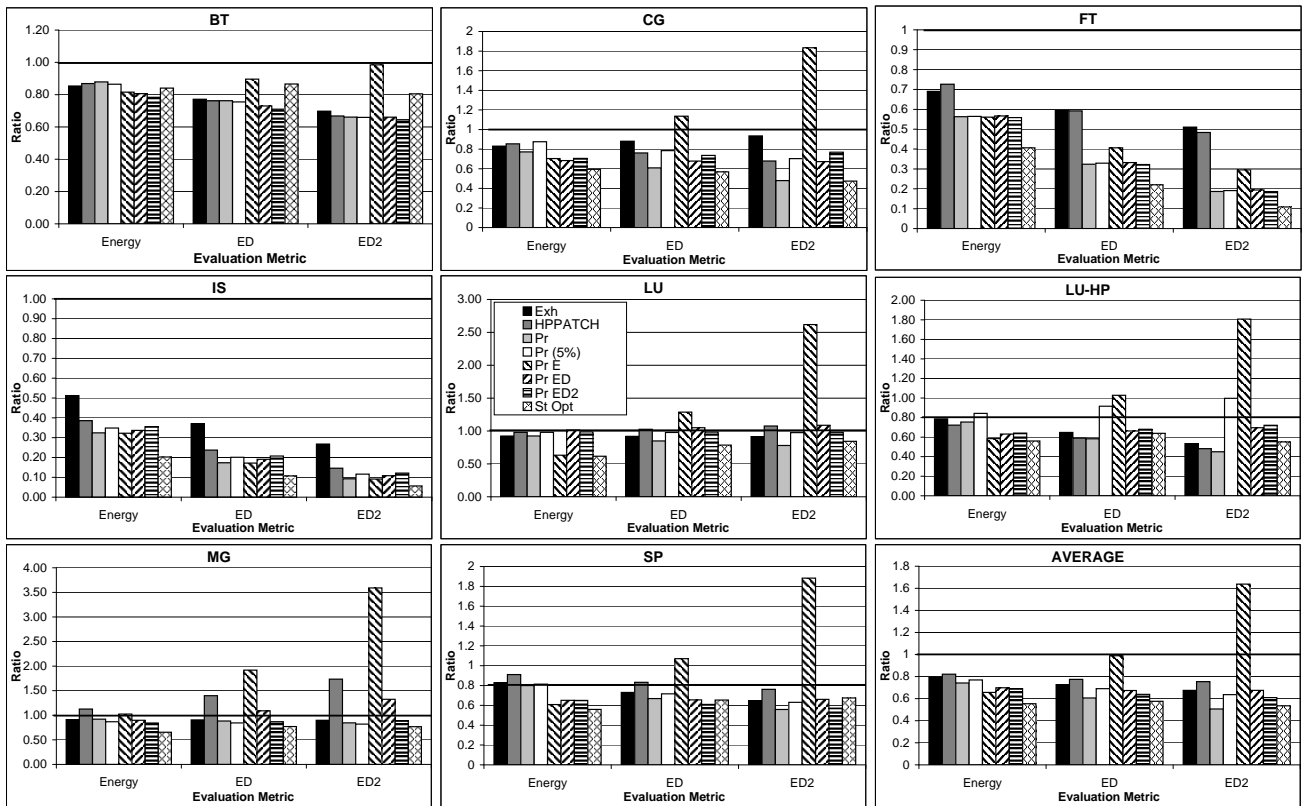 BT
1.20
1.00
0.80
0.60
0.40
0.20
0.00
Ratio
Energy ED ED2
Evaluation Metric
CG
2
1.8
1.6
1.4
1.2
1
0.8
0.6
0.4
0.2
0
Ratio
Energy ED ED2
Evaluation Metric
FT
1
0.9
0.8
0.7
0.6
0.5
0.4
0.3
0.2
0.1
0
Ratio
Energy ED ED2
Evaluation Metric
IS
1.00
0.90
0.80
0.70
0.60
0.50
0.40
0.30
0.20
0.10
0.00
Ratio
Energy ED ED2
Evaluation Metric
LU
3.00
2.50
2.00
1.50
1.00
0.50
0.00
Ratio
Exh
HPPATCH
Pr
Pr (5%)
Pr E
Pr ED
Pr ED2
St Opt
Energy ED ED2
Evaluation Metric
LU-HP
2.00
1.80
1.60
1.40
1.20
1.00
0.80
0.60
0.40
0.20
0.00
Ratio
Energy ED ED2
Evaluation Metric
MG
4.00
3.50
3.00
2.50
2.00
1.50
1.00
0.50
0.00
Ratio
Energy ED ED2
Evaluation Metric
SP
2
1.8
1.6
1.4
1.2
1
0.8
0.6
0.4
0.2
0
Ratio
Energy ED ED2
Evaluation Metric
AVERAGE
1.8
1.6
1.4
1.2
1
0.8
0.6
0.4
0.2
0
Ratio
Energy ED ED2
Evaluation Metric